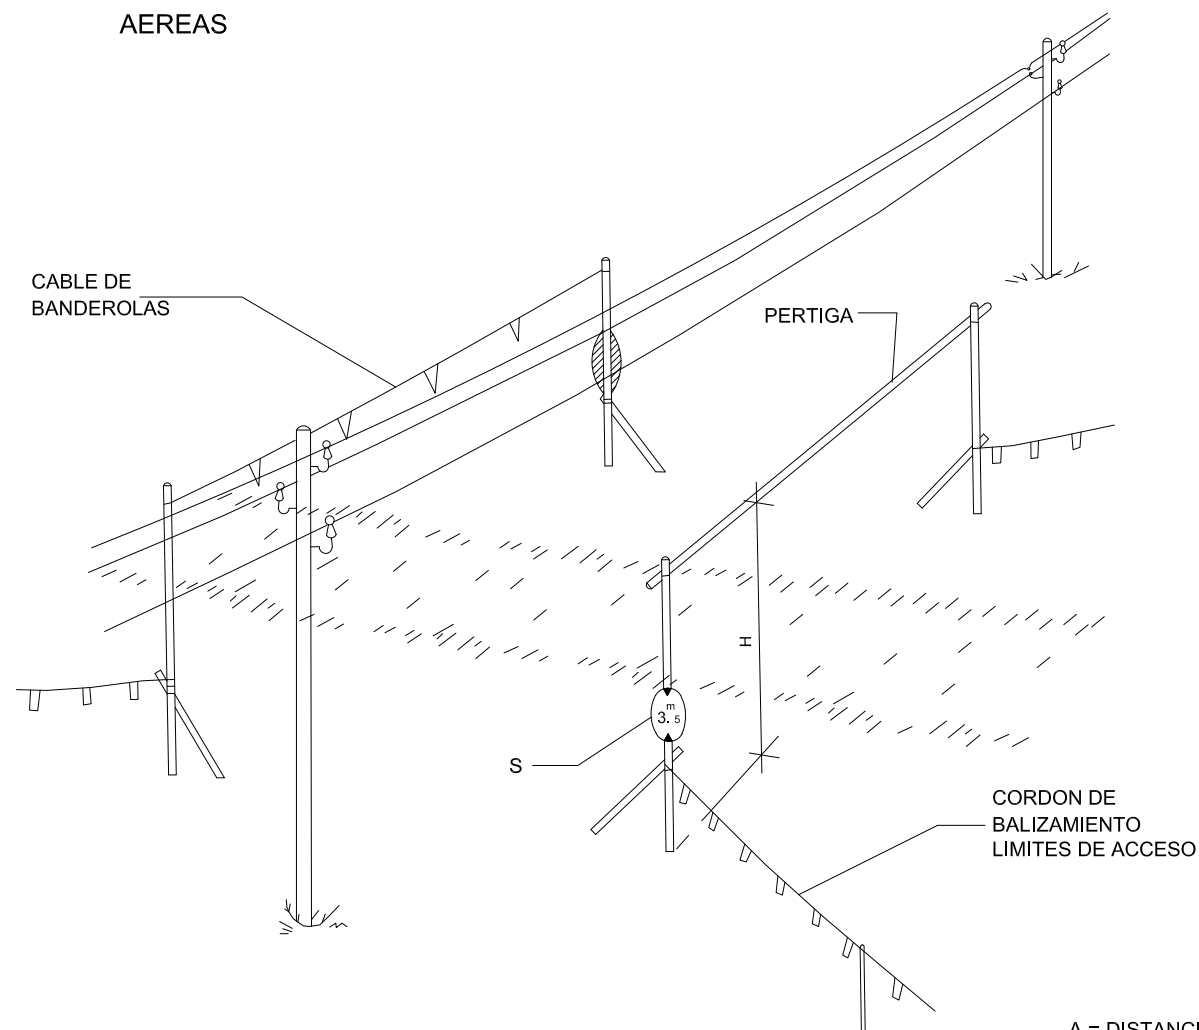 AEREAS
CABLE DE
BANDEROLAS
PERTIGA
H
m
3. 5
S
CORDON DE
BALIZAMIENTO
LIMITES DE ACCESO